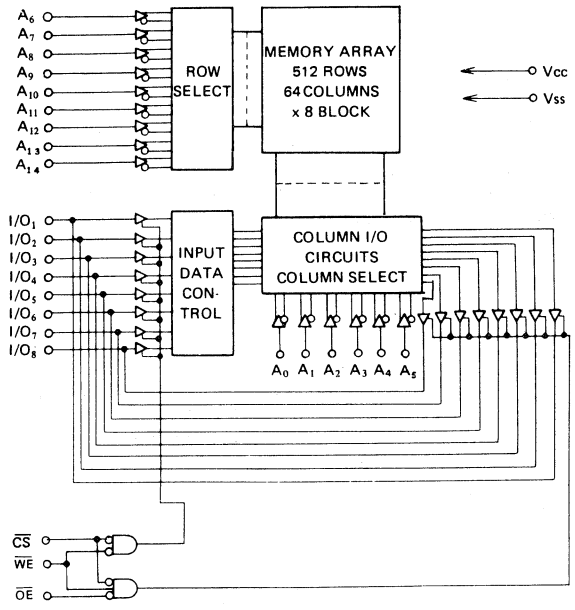 A6
A7
A8
A9
A10
A11
A12
A13
A14
ROW
SELECT
MEMORY ARRAY
512 ROWS
64 COLUMNS
x 8 BLOCK
Vcc
Vss
I/O1
I/O2
I/O3
I/O4
I/O5
I/O6
I/O7
I/O8
INPUT
DATA
CON-
TROL
COLUMN I/O
CIRCUITS
COLUMN SELECT
A0
A1
A2
A3
A4
A5
CS
WE
OE